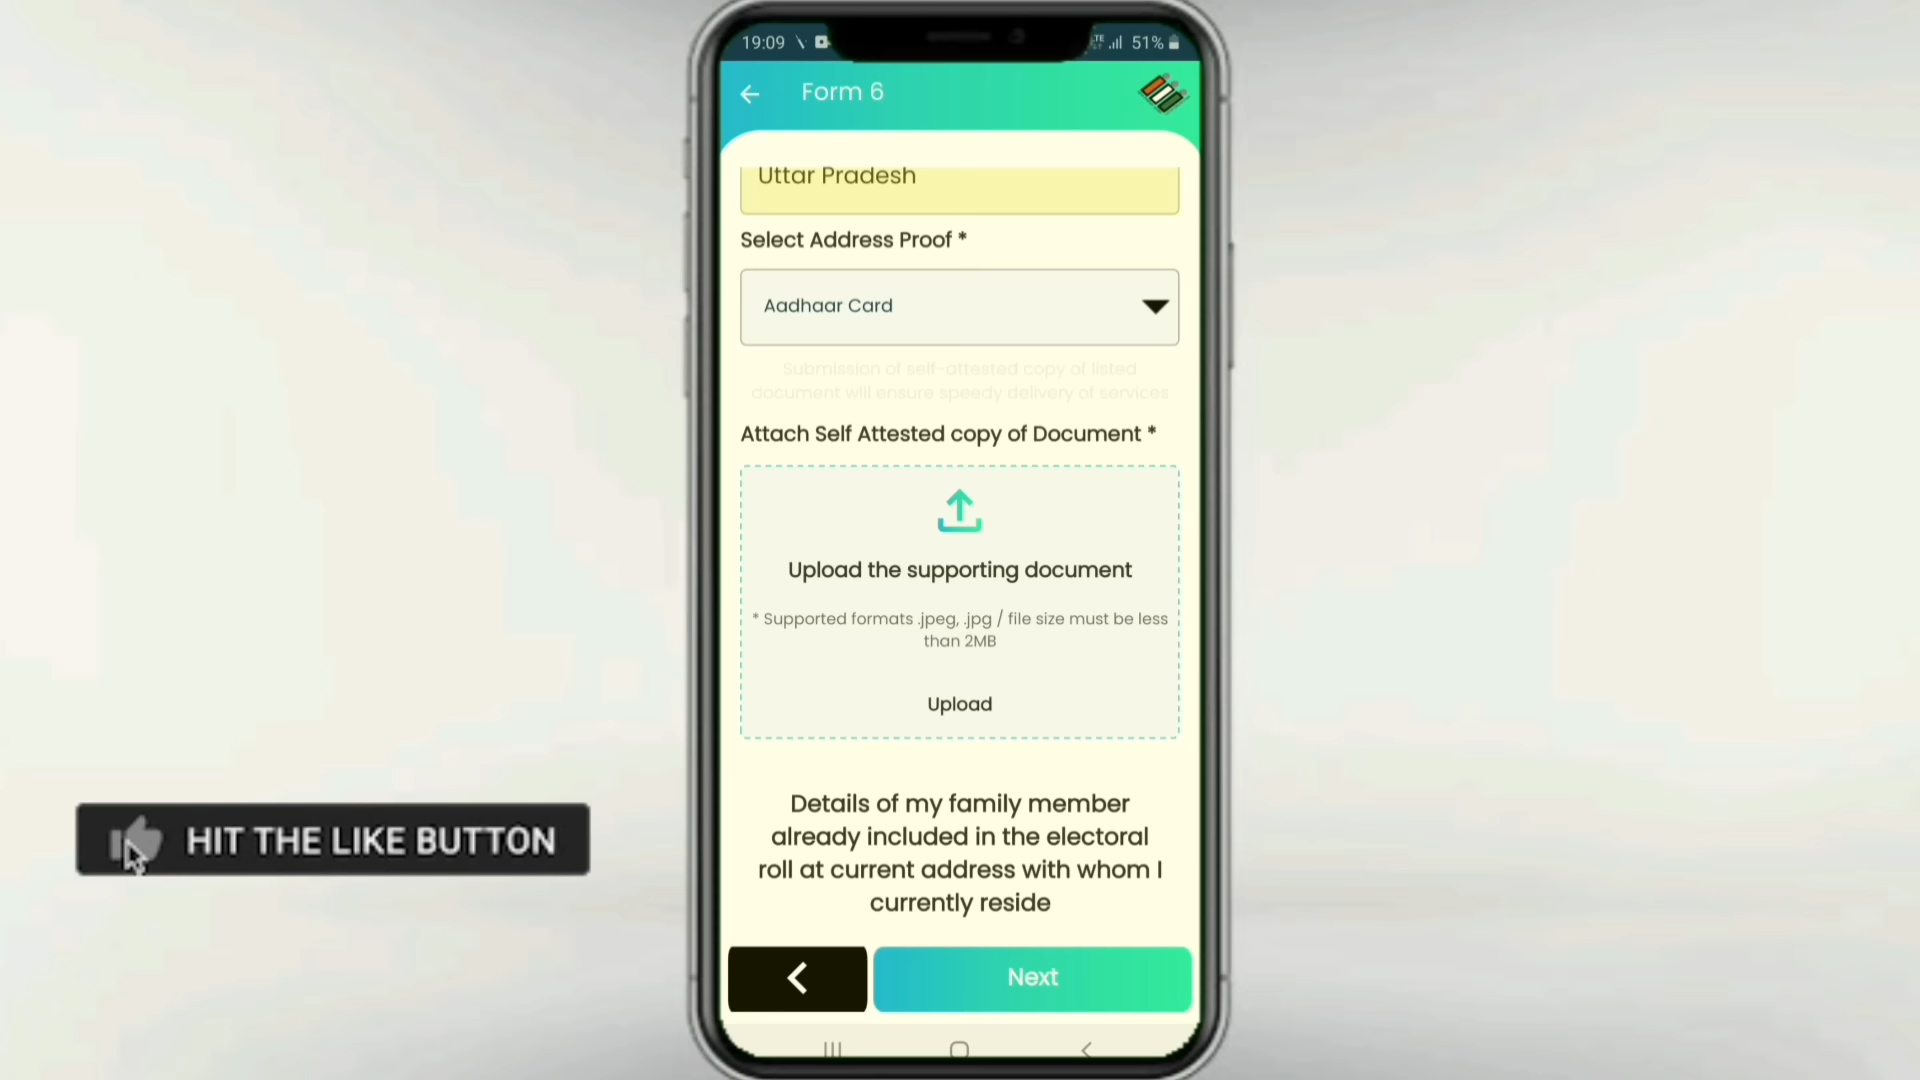 19:09
51%
Form 6
Uttar Pradesh
Select Address Proof *
Aadhaar Card
Submission of self-attested copy of listed
document will ensure speedy delivery of services
Attach Self Attested copy of Document *
Upload the supporting document
* Supported formats .jpeg, .jpg / file size must be less
than 2MB
Upload
Details of my family member
already included in the electoral
roll at current address with whom I
currently reside
HIT THE LIKE BUTTON
Next